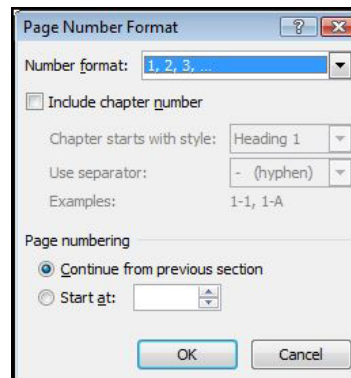 Page Number Format
Number format: 1, 2, 3, ...
Include chapter number
Chapter starts with style: Heading 1
Use separator: - (hyphen)
Examples: 1-1, 1-A
Page numbering
Continue from previous section
Start at:
OK Cancel